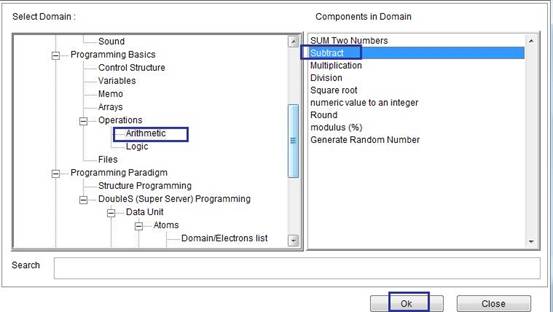 Select Domain :
Sound
Programming Basics
Control Structure
Variables
Memo
Arrays
Operations
Arithmetic
Logic
Files
Programming Paradigm
Structure Programming
DoubleS (Super Server) Programming
Data Unit
Atoms
Domain/Electrons list
Components in Domain
SUM Two Numbers
Subtract
Multiplication
Division
Square root
numeric value to an integer
Round
modulus (%)
Generate Random Number
Search
Ok
Close